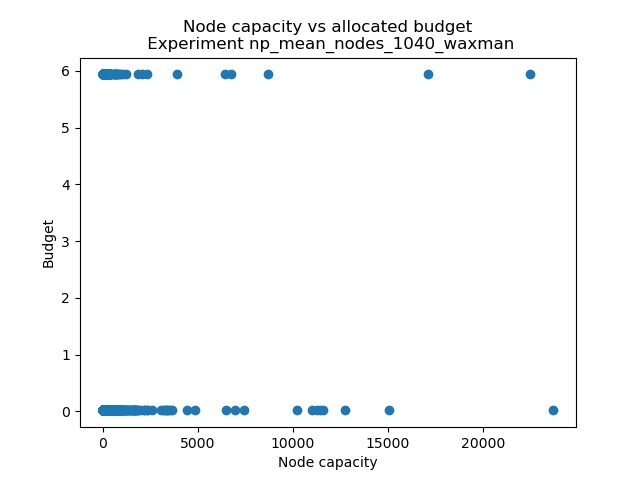 Node capacity vs allocated budget
Experiment np_mean_nodes_1040_waxman
6
5
4
3
2
1
0
Budget
0 5000 10000 15000 20000
Node capacity